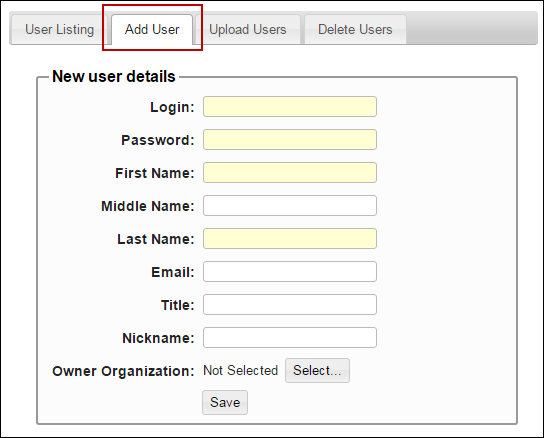 User Listing Add User Upload Users Delete Users
New user details
Login:
Password:
First Name:
Middle Name:
Last Name:
Email:
Title:
Nickname:
Owner Organization: Not Selected Select...
Save